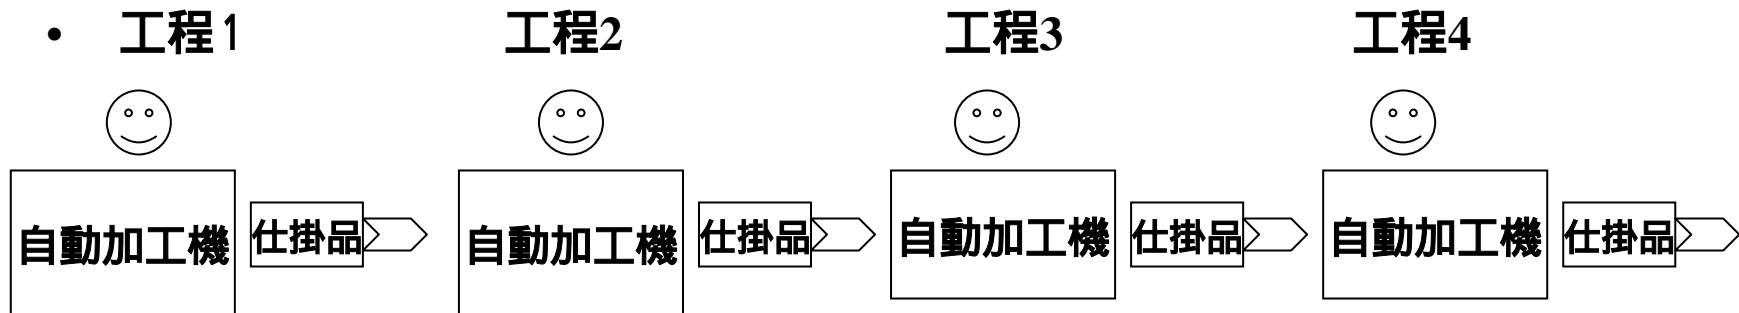 • 工程1 工程2 工程3 工程4
自動加工機 仕掛品 自動加工機 仕掛品 自動加工機 仕掛品 自動加工機 仕掛品